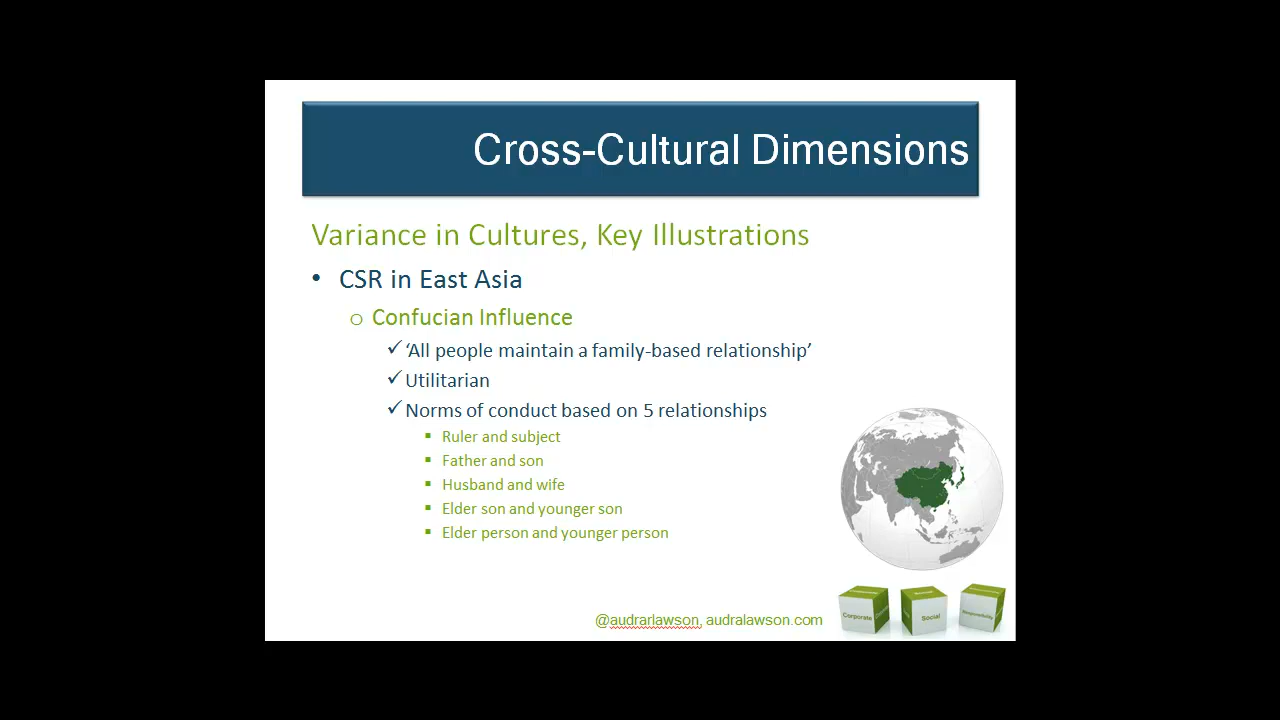 Cross-Cultural Dimensions
Variance in Cultures, Key Illustrations
• CSR in East Asia
o Confucian Influence
✓ ‘All people maintain a family-based relationship’
✓ Utilitarian
✓ Norms of conduct based on 5 relationships
▪ Ruler and subject
▪ Father and son
▪ Husband and wife
▪ Elder son and younger son
▪ Elder person and younger person
@audrarlawson, audralawson.com
Corporate
Social
Responsibility